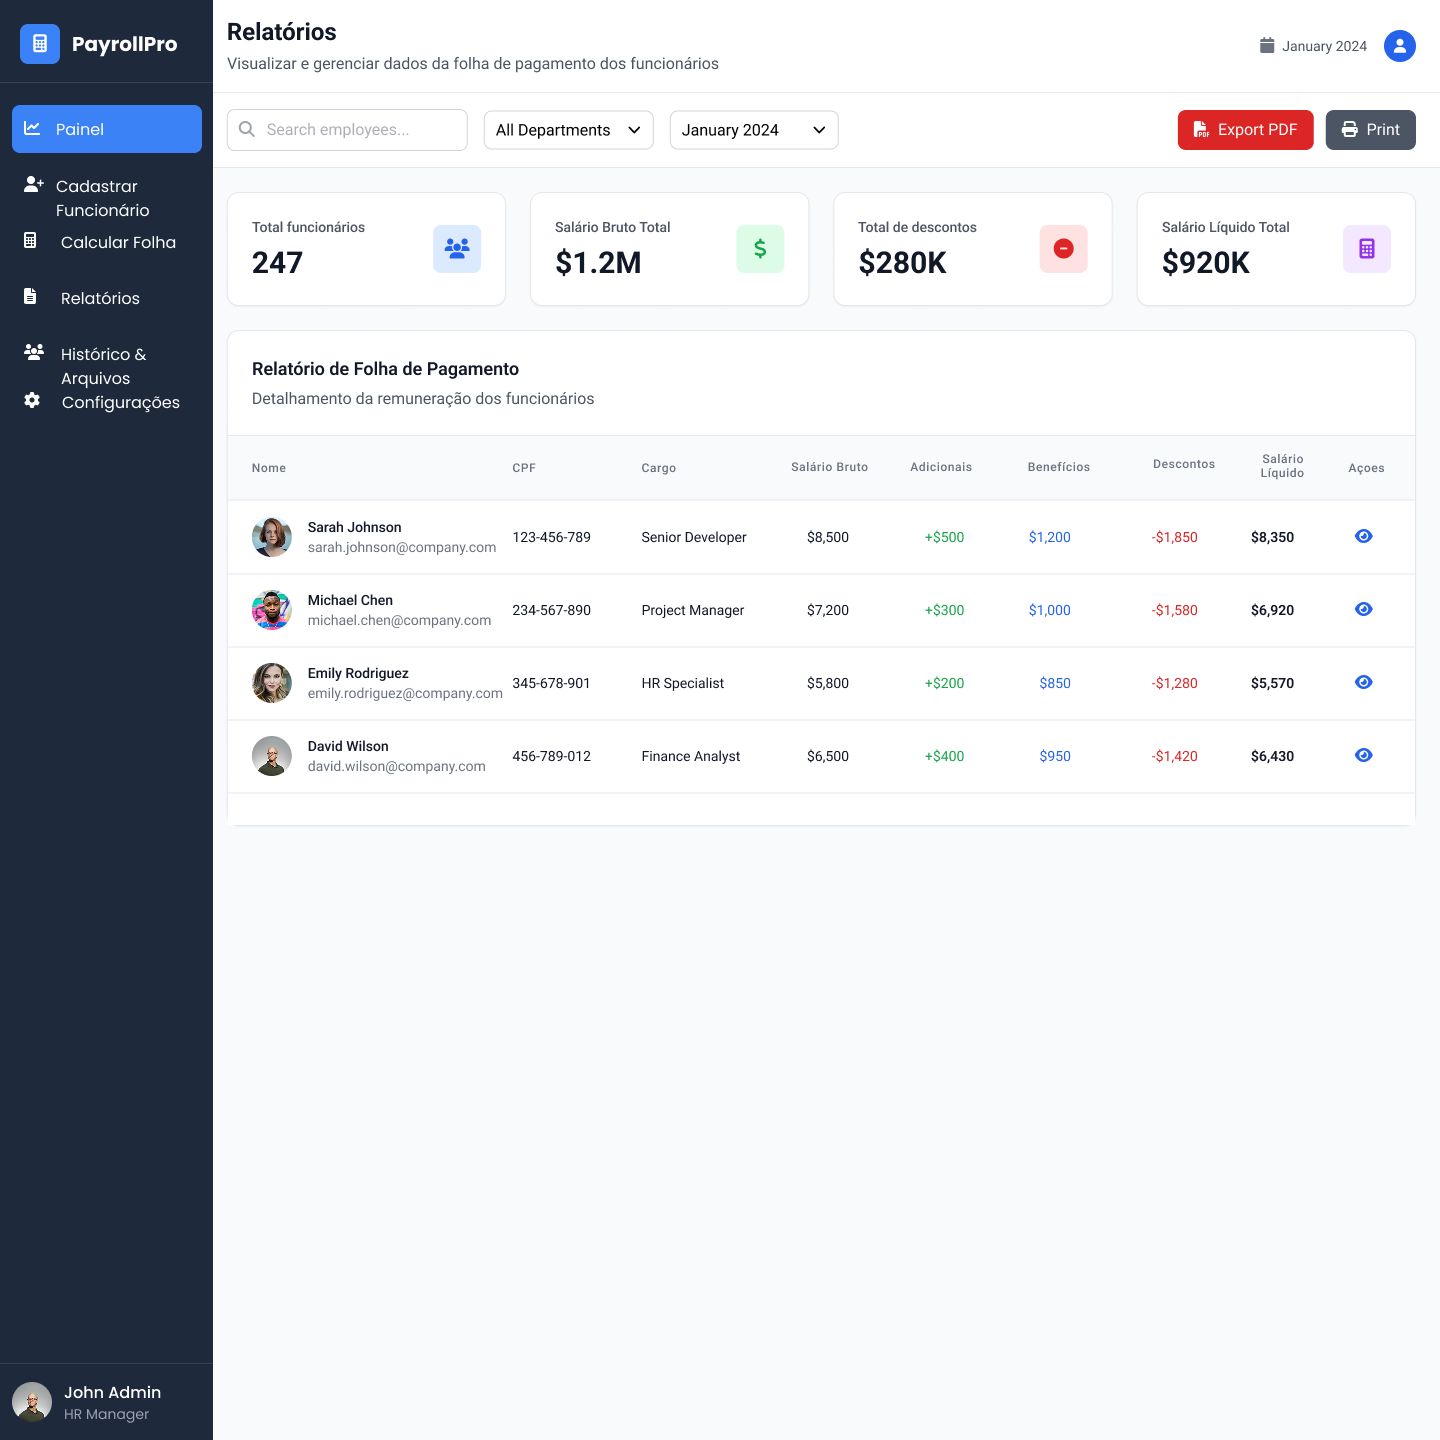 PayrollPro
Painel
Cadastrar
Funcionário
Calcular Folha
Relatórios
Histórico &
Arquivos
Configurações
John Admin
HR Manager
Relatórios
Visualizar e gerenciar dados da folha de pagamento dos funcionários
January 2024
Search employees...
All Departments
January 2024
PDF
Export PDF
Print
Total funcionários
247
Salário Bruto Total
$1.2M
$
Total de descontos
$280K
Salário Líquido Total
$920K
Relatório de Folha de Pagamento
Detalhamento da remuneração dos funcionários
Nome CPF Cargo Salário Bruto Adicionais Benefícios Descontos Salário Líquido Açoes
Sarah Johnson
sarah.johnson@company.com
123-456-789 Senior Developer $8,500 +$500 $1,200 -$1,850 $8,350
Michael Chen
michael.chen@company.com
234-567-890 Project Manager $7,200 +$300 $1,000 -$1,580 $6,920
Emily Rodriguez
emily.rodriguez@company.com
345-678-901 HR Specialist $5,800 +$200 $850 -$1,280 $5,570
David Wilson
david.wilson@company.com
456-789-012 Finance Analyst $6,500 +$400 $950 -$1,420 $6,430